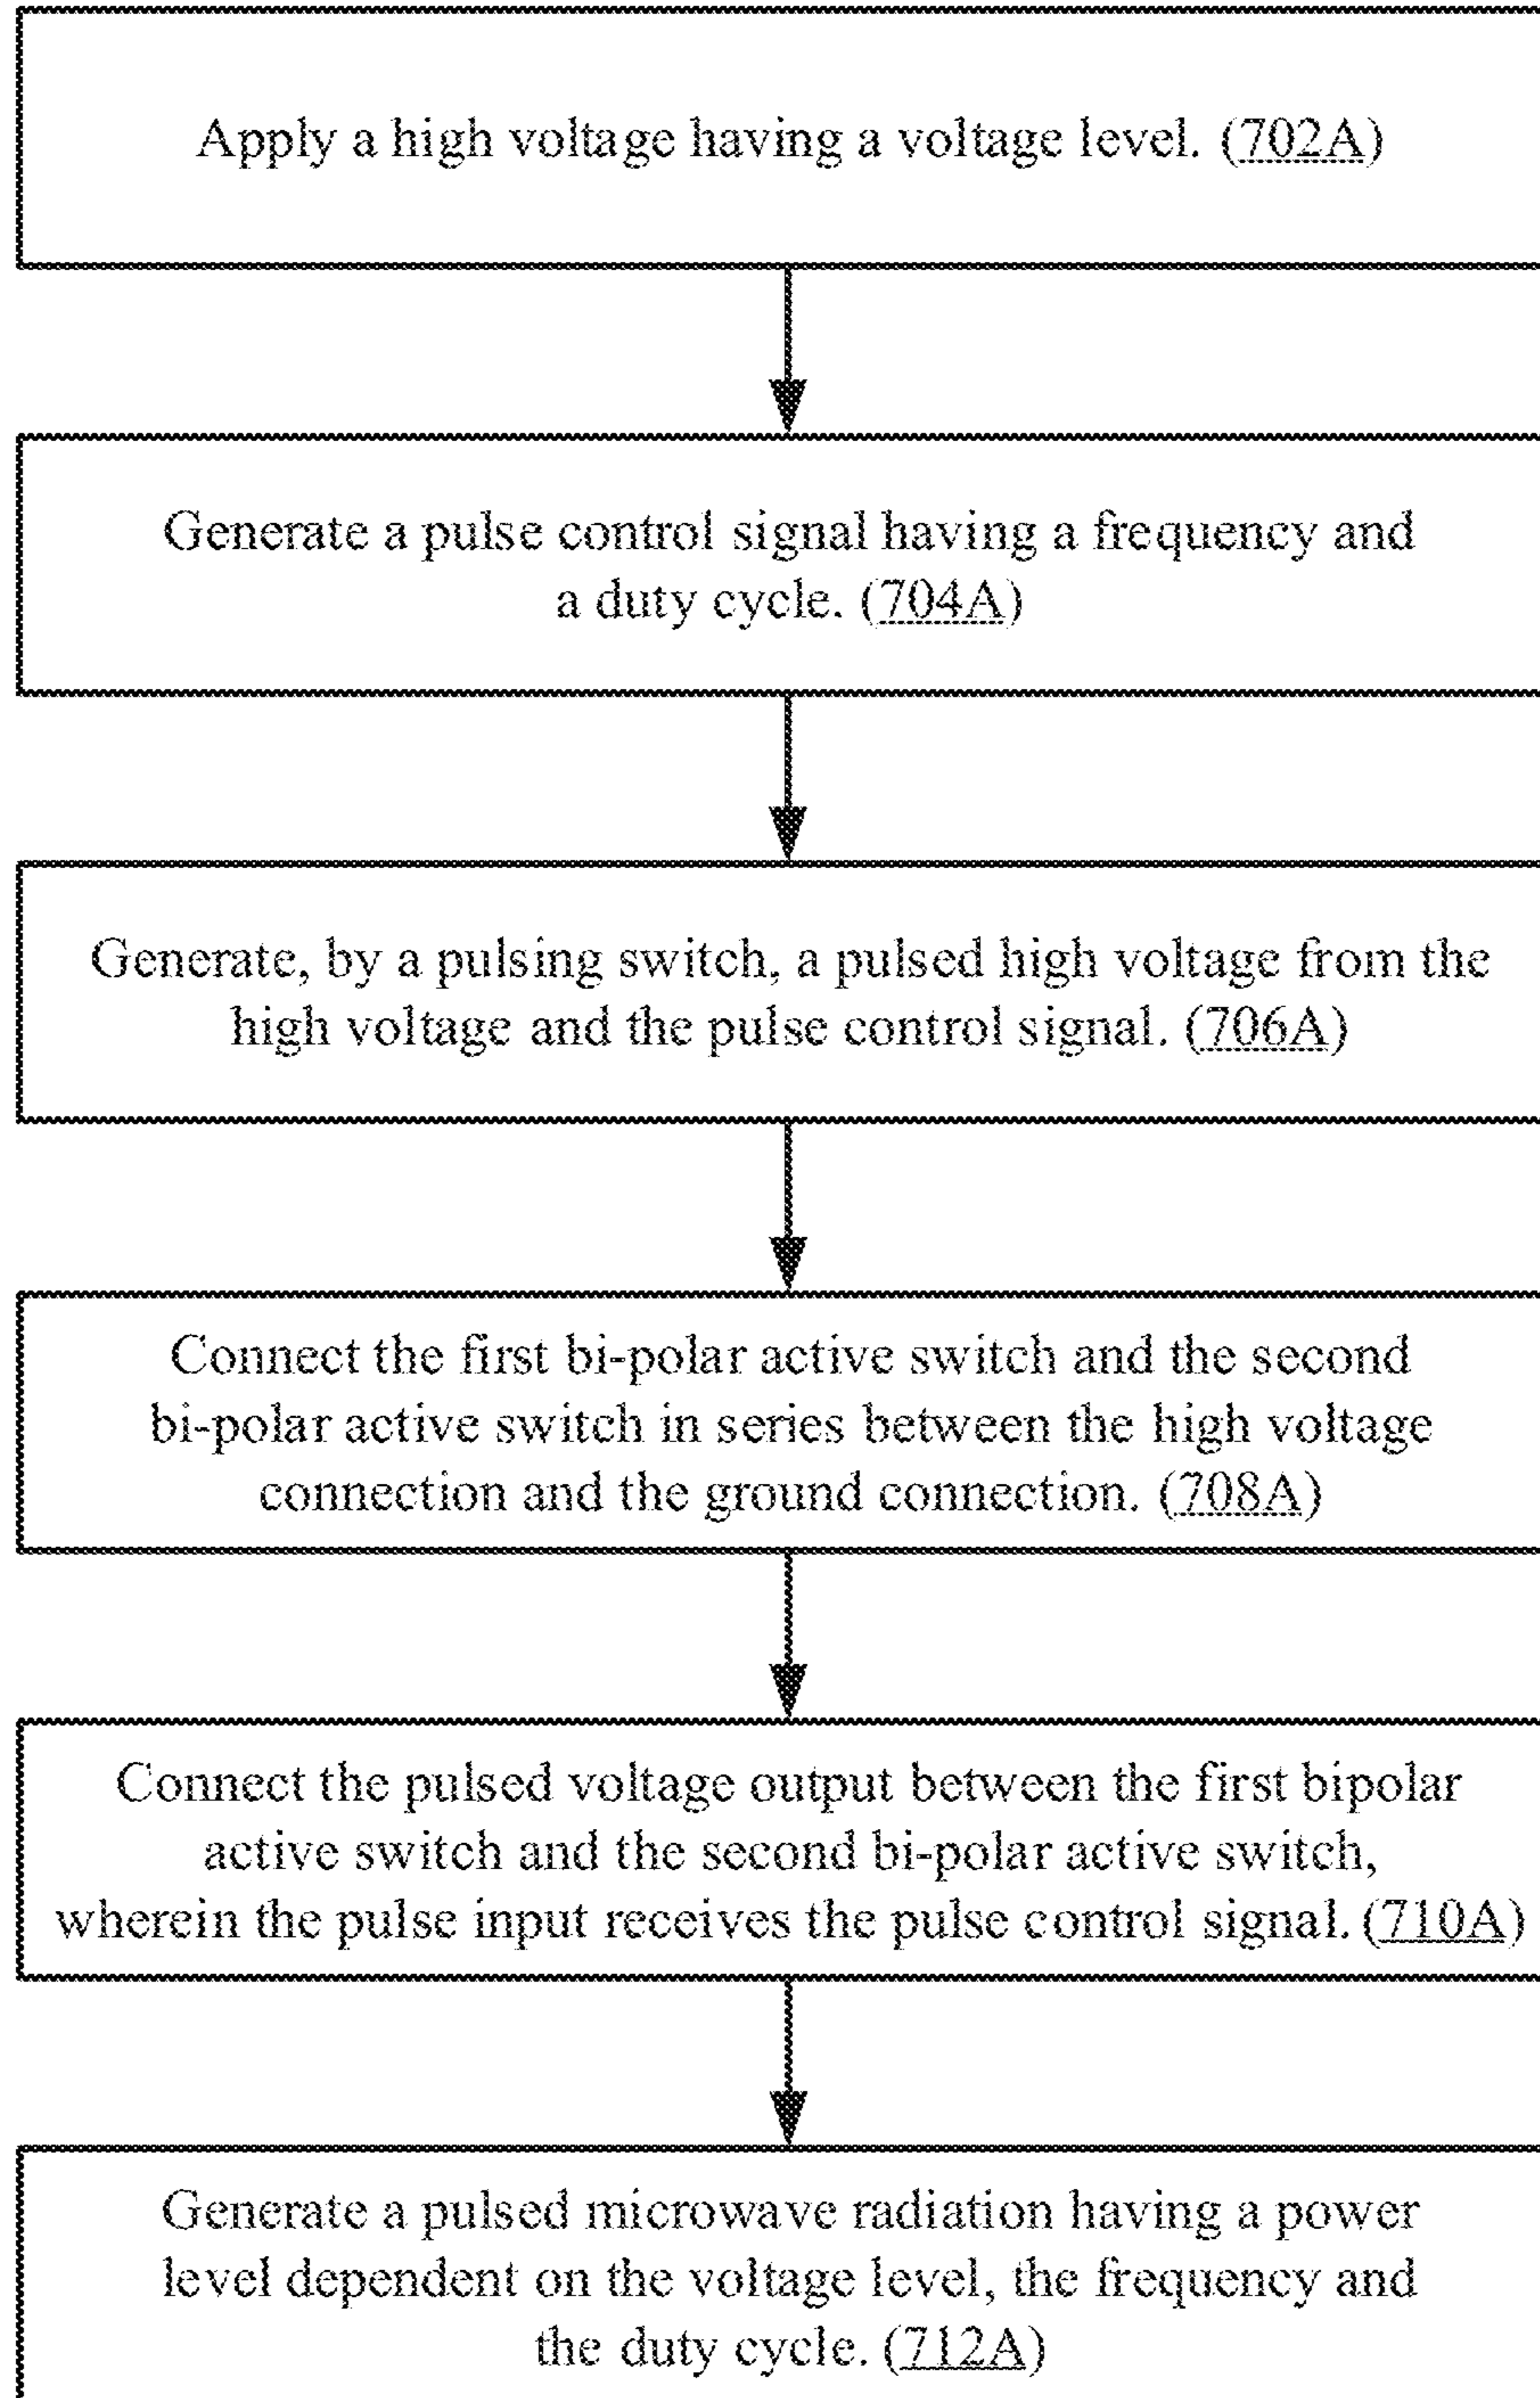 Apply a high voltage having a voltage level. (702A)
Generate a pulse control signal having a frequency and
a duty cycle. (704A)
Generate, by a pulsing switch, a pulsed high voltage from the
high voltage and the pulse control signal. (706A)
Connect the first bi-polar active switch and the second
bi-polar active switch in series between the high voltage
connection and the ground connection. (708A)
Connect the pulsed voltage output between the first bipolar
active switch and the second bi-polar active switch,
wherein the pulse input receives the pulse control signal. (710A)
Generate a pulsed microwave radiation having a power
level dependent on the voltage level, the frequency and
the duty cycle. (712A)